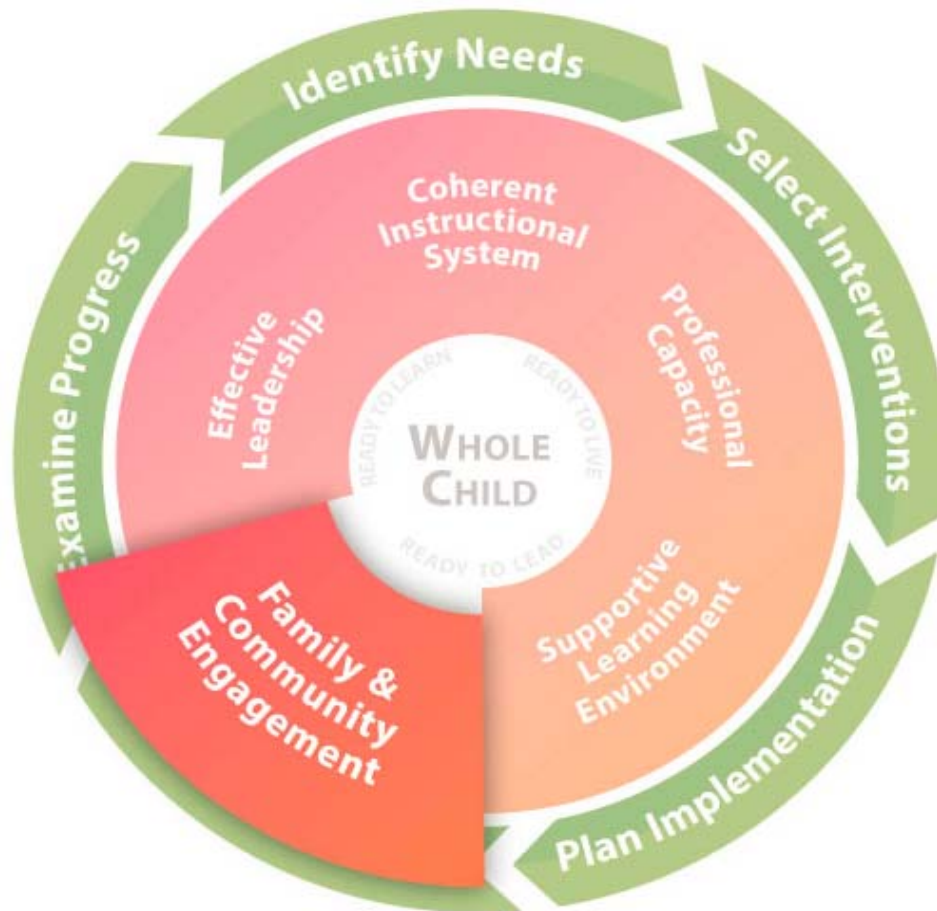 Identify Needs
Select Interventions
Plan Implementation
Examine Progress
Coherent
Instructional
System
Professional
Capacity
Supportive
Learning
Environment
Family &
Community
Engagement
Effective
Leadership
READY TO LEARN
READY TO LIVE
READY TO LEAD
WHOLE
CHILD